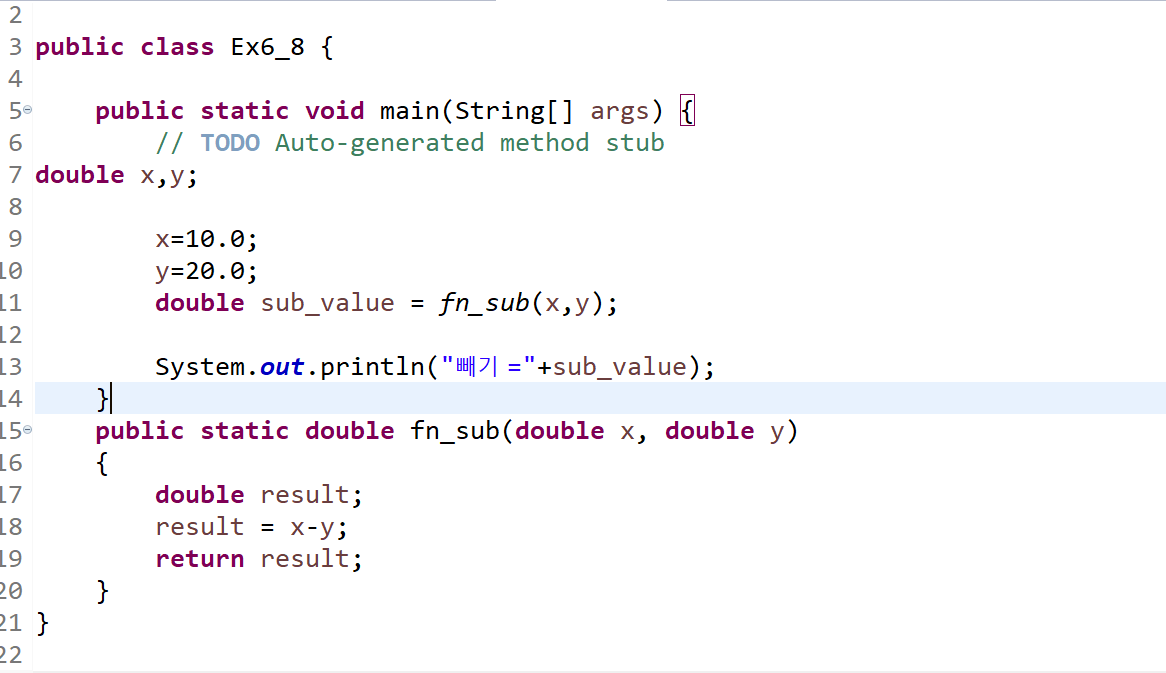 2
3 public class Ex6_8 {
4
5 public static void main(String[] args) {
6 // TODO Auto-generated method stub
7 double x,y;
8
9 x=10.0;
10 y=20.0;
11 double sub_value = fn_sub(x,y);
12
13 System.out.println("빼기 ="+sub_value);
14 }
15 public static double fn_sub(double x, double y)
16 {
17 double result;
18 result = x-y;
19 return result;
20 }
21 }
22